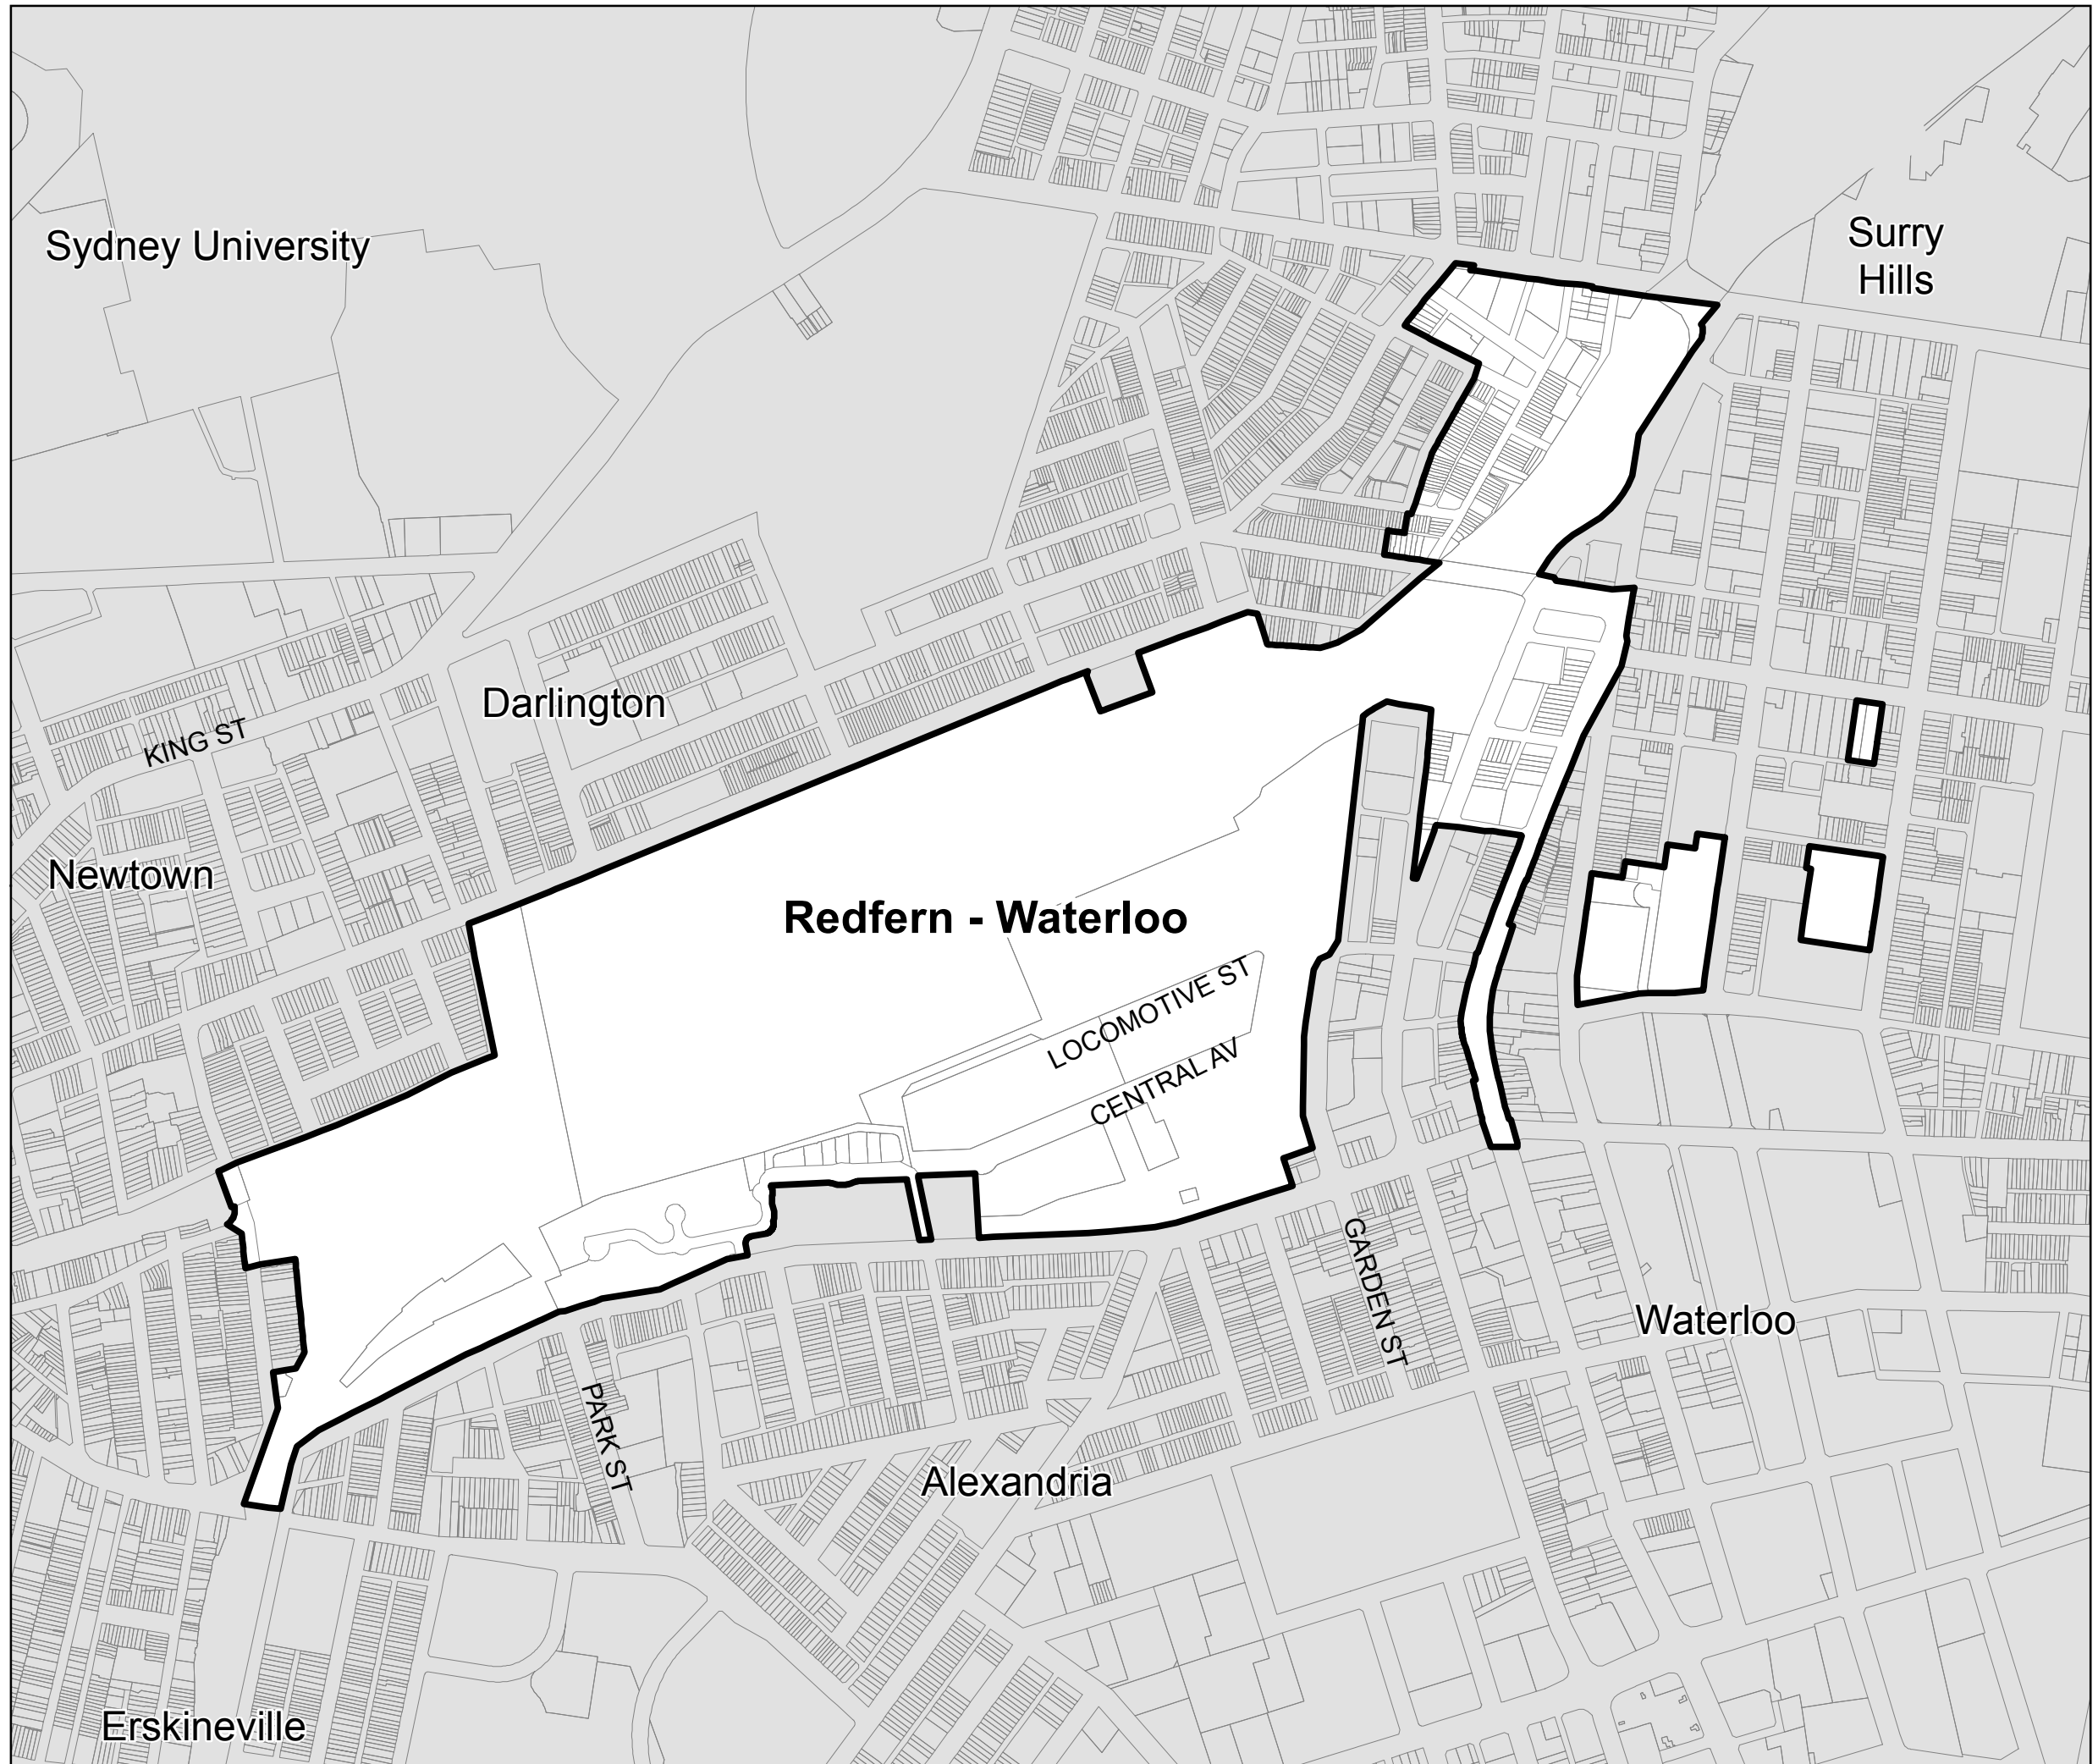 Sydney University
Surry
Hills
Darlington
KING ST
Newtown
Redfern - Waterloo
LOCOMOTIVE ST
CENTRAL AV
GARDEN ST
Waterloo
PARK ST
Alexandria
Erskineville